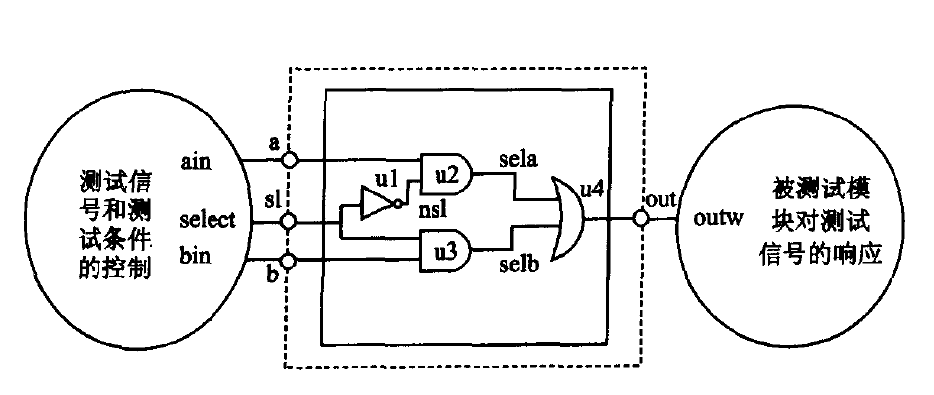 测试信
号和测
试条件
的控制
ain
select
bin
a
sl
b
u1
nsl
u2
u3
sela
selb
u4
out
outw
被测试模
块对测试
信号的响应